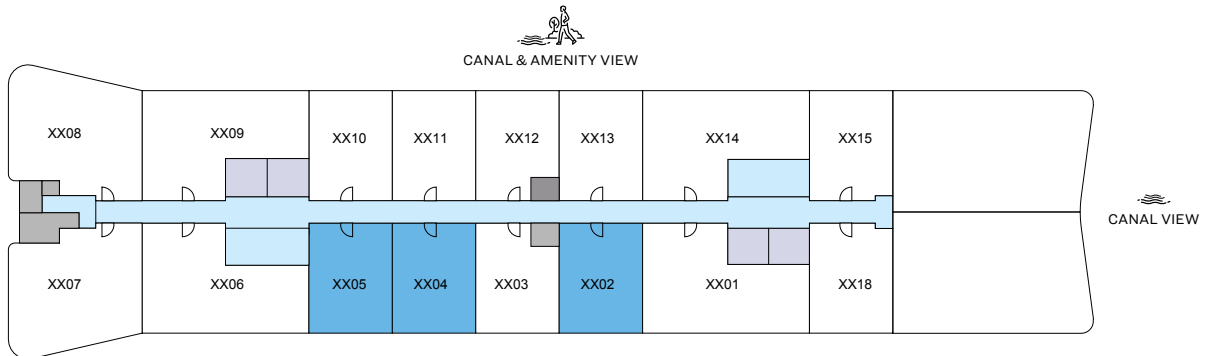 CANAL & AMENITY VIEW
XX08
XX09
XX10
XX11
XX12
XX13
XX14
XX15
CANAL VIEW
XX07
XX06
XX05
XX04
XX03
XX02
XX01
XX18